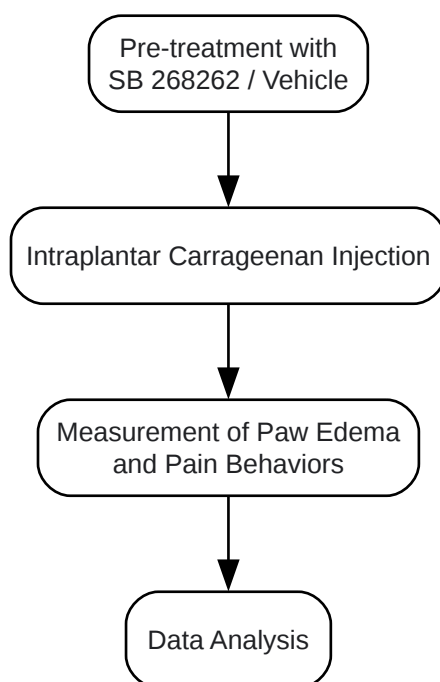 Pre-treatment with
SB 268262 / Vehicle
Intraplantar Carrageenan Injection
Measurement of Paw Edema
and Pain Behaviors
Data Analysis